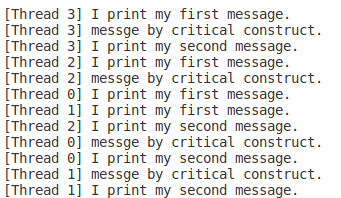 [Thread 3] I print my first message.
[Thread 3] messge by critical construct.
[Thread 3] I print my second message.
[Thread 2] I print my first message.
[Thread 2] messge by critical construct.
[Thread 0] I print my first message.
[Thread 1] I print my first message.
[Thread 2] I print my second message.
[Thread 0] messge by critical construct.
[Thread 0] I print my second message.
[Thread 1] messge by critical construct.
[Thread 1] I print my second message.